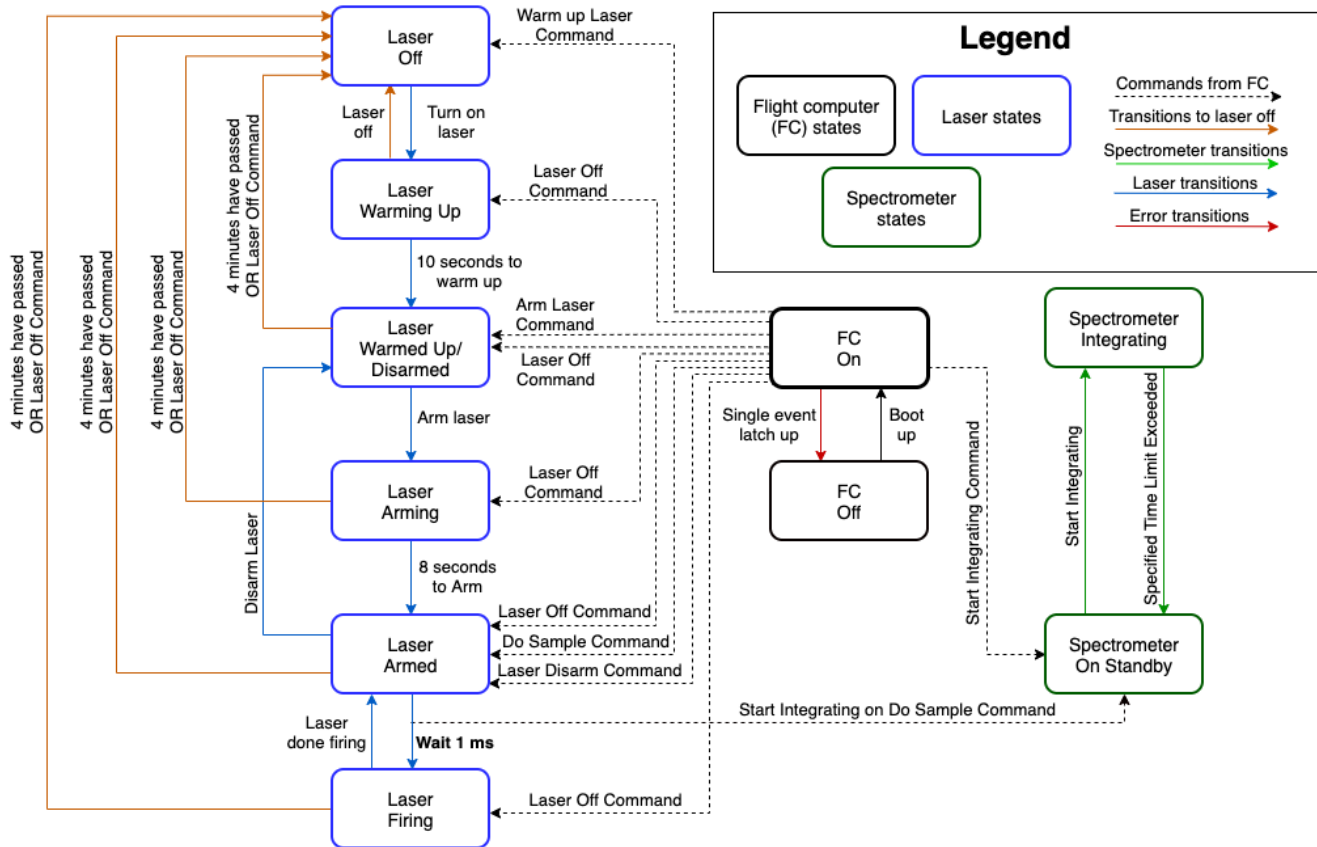 Legend
Flight computer
(FC) states
Laser states
Spectrometer
states
Commands from FC
Transitions to laser off
Spectrometer transitions
Laser transitions
Error transitions
Laser
Off
Warm up Laser
Command
Laser
off
Turn on
laser
Laser
Warming Up
Laser Off
Command
10 seconds to
warm up
Laser
Warmed Up/
Disarmed
Arm Laser
Command
Laser Off
Command
Arm laser
Laser
Arming
Laser Off
Command
8 seconds
to Arm
Laser
Armed
Laser Off Command
Do Sample Command
Laser Disarm Command
Laser
done firing
Wait 1 ms
Start Integrating on Do Sample Command
Laser
Firing
Laser Off Command
4 minutes have passed
OR Laser Off Command
4 minutes have passed
OR Laser Off Command
4 minutes have passed
OR Laser Off Command
4 minutes have passed
OR Laser Off Command
Disarm Laser
FC
On
Single event
latch up
Boot
up
FC
Off
Start Integrating Command
Spectrometer
Integrating
Start Integrating
Specified Time Limit Exceeded
Spectrometer
On Standby